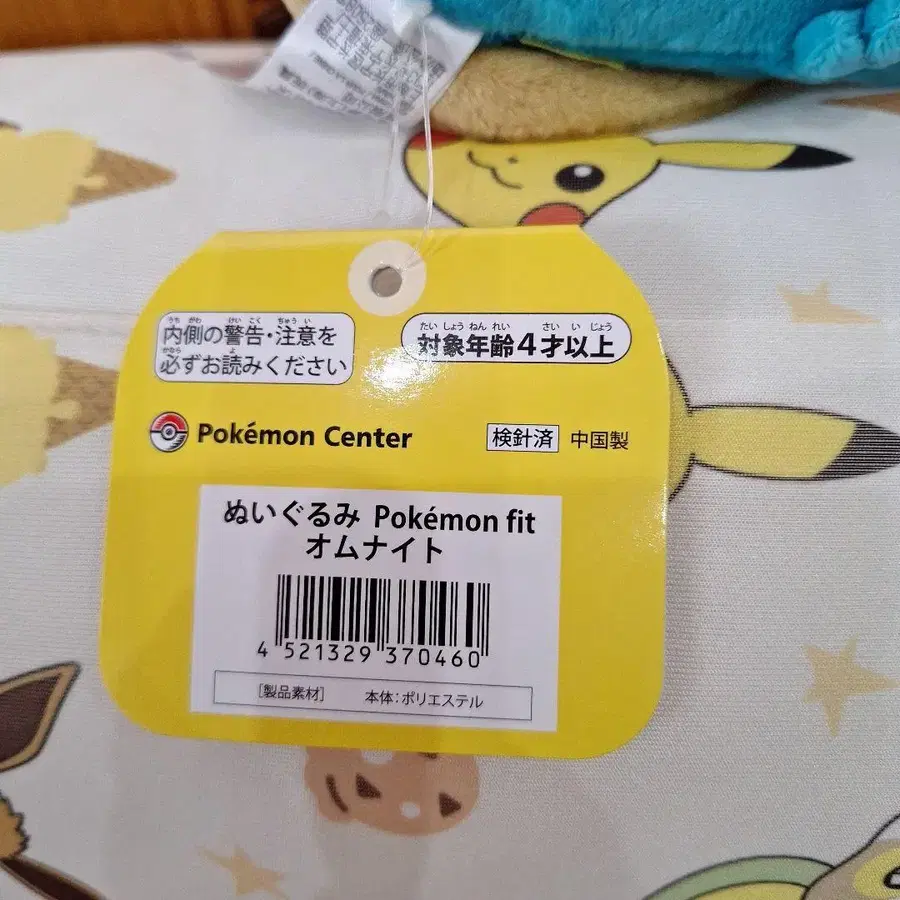 内側の警告・注意を
必ずお読みください
対象年齢4才以上
Pokémon Center
検針済 中国製
ぬいぐるみ Pokémon fit
オムナイト
4 521329 370460
[製品素材] 本体:ポリエステル